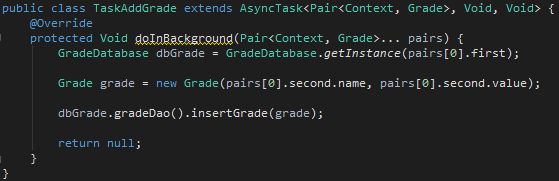 public class TaskAddGrade extends AsyncTask<Pair<Context, Grade>, Void, Void> {
    @Override
    protected Void doInBackground(Pair<Context, Grade>... pairs) {
        GradeDatabase dbGrade = GradeDatabase.getInstance(pairs[0].first);
        Grade grade = new Grade(pairs[0].second.name, pairs[0].second.value);
        dbGrade.gradeDao().insertGrade(grade);
        return null;
    }
}